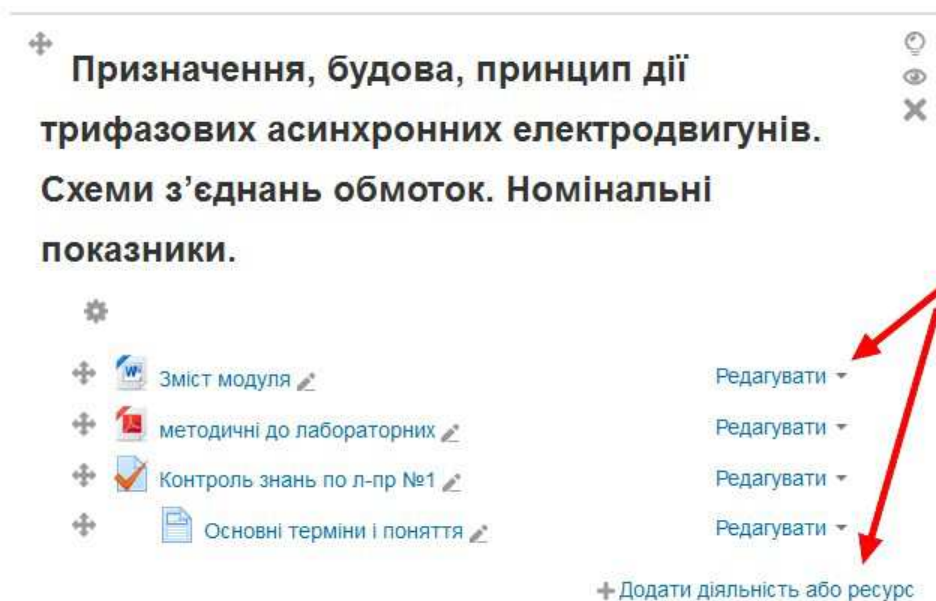 Призначення, будова, принцип дії
трифазових асинхронних електродвигунів.
Схеми з’єднань обмоток. Номінальні
показники.
Зміст модуля Редагувати
методичні до лабораторних Редагувати
Контроль знань по л-пр №1 Редагувати
Основні терміни і поняття Редагувати
Додати діяльність або ресурс